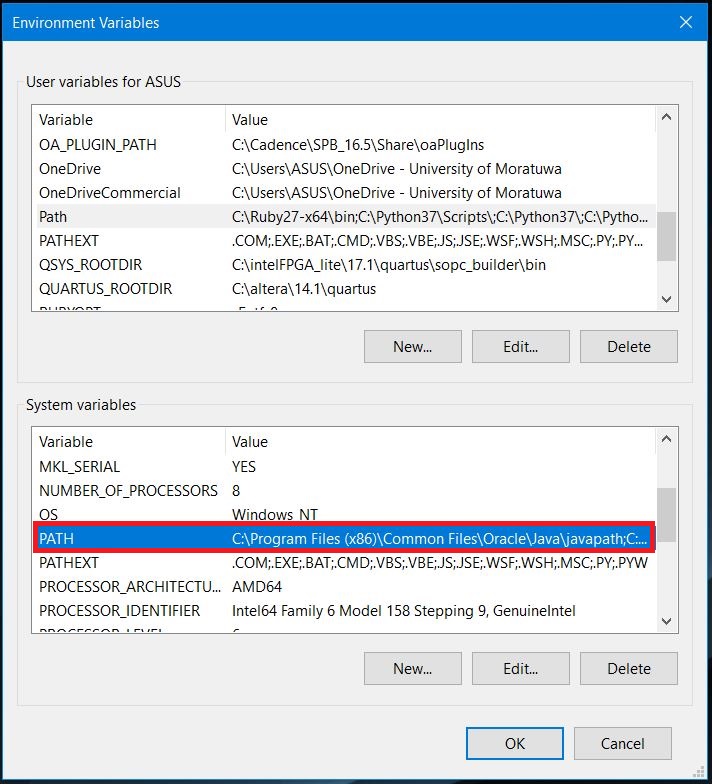 Environment Variables
User variables for ASUS
Variable Value
OA_PLUGIN_PATH C:\Cadence\SPB_16.5\Share\oaPlugIns
OneDrive C:\Users\ASUS\OneDrive - University of Moratuwa
OneDriveCommercial C:\Users\ASUS\OneDrive - University of Moratuwa
Path C:\Ruby27-x64\bin;C:\Python37\Scripts\;C:\Python37\;C:\Pytho...
PATHEXT .COM;.EXE;.BAT;.CMD;.VBS;.VBE;.JS;.JSE;.WSF;.WSH;.MSC;.PY;.PY...
QSYS_ROOTDIR C:\intelFPGA_lite\17.1\quartus\sopc_builder\bin
QUARTUS_ROOTDIR C:\altera\14.1\quartus
New... Edit... Delete
System variables
Variable Value
MKL_SERIAL YES
NUMBER_OF_PROCESSORS 8
OS Windows_NT
PATH C:\Program Files (x86)\Common Files\Oracle\Java\javapath;C:...
PATHEXT .COM;.EXE;.BAT;.CMD;.VBS;.VBE;.JS;.JSE;.WSF;.WSH;.MSC;.PY;.PYW
PROCESSOR_ARCHITECTU... AMD64
PROCESSOR_IDENTIFIER Intel64 Family 6 Model 158 Stepping 9, GenuineIntel
New... Edit... Delete
OK Cancel